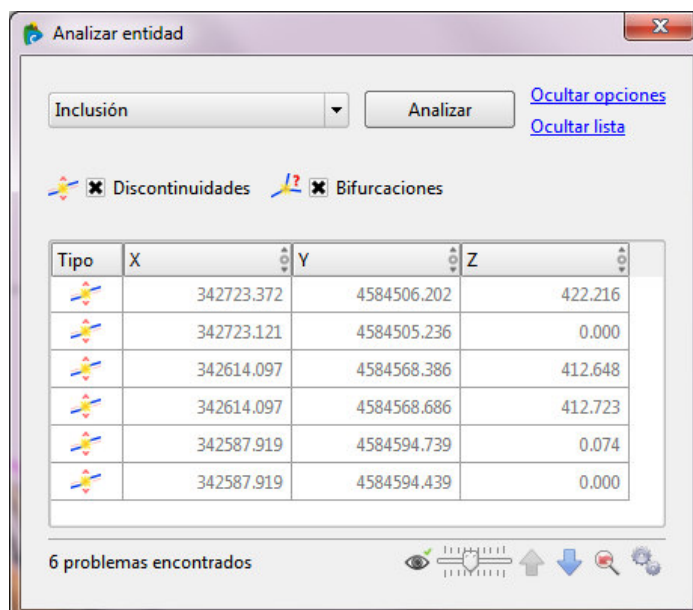 Analizar entidad
Inclusión
Analizar
Ocultar opciones
Ocultar lista
Discontinuidades
Bifurcaciones
Tipo X Y Z
342723.372 4584506.202 422.216
342723.121 4584505.236 0.000
342614.097 4584568.386 412.648
342614.097 4584568.686 412.723
342587.919 4584594.739 0.074
342587.919 4584594.439 0.000
6 problemas encontrados